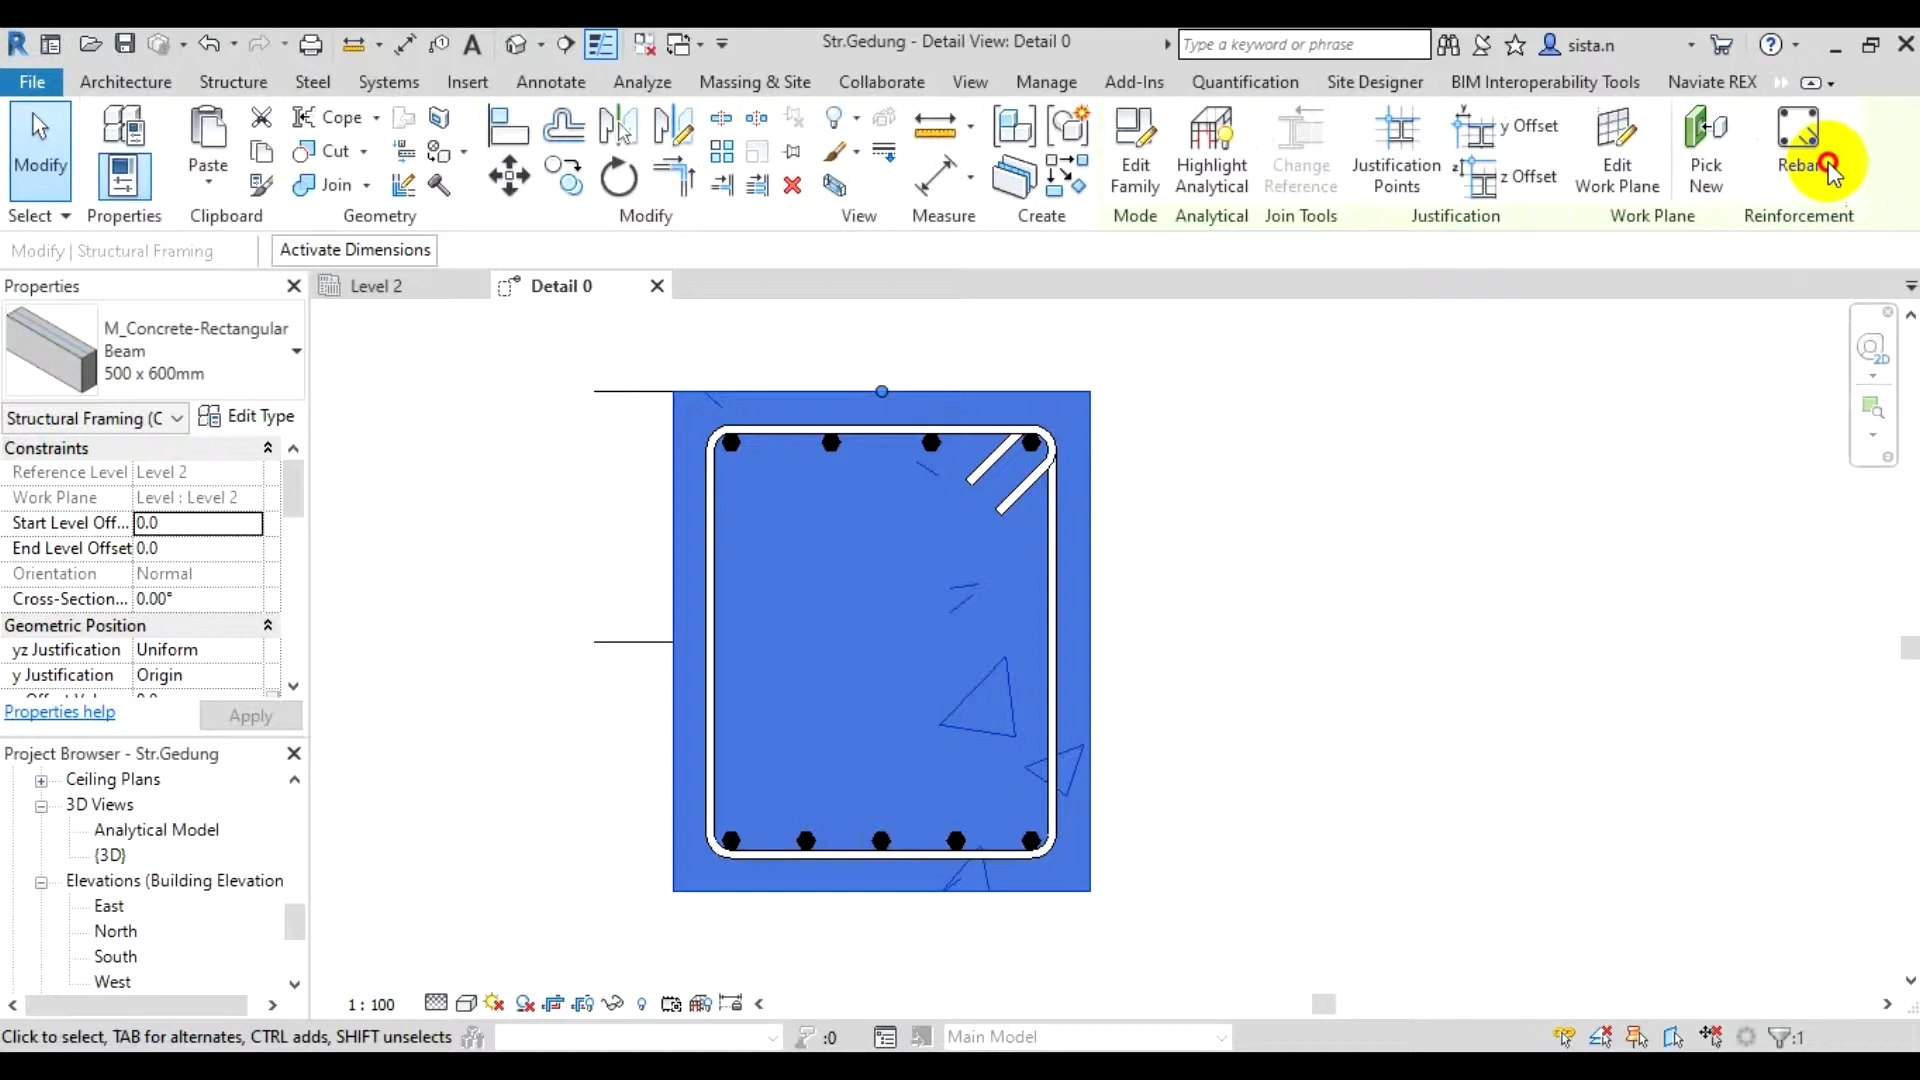 Str.Gedung - Detail View: Detail 0
Type a keyword or phrase
sista.n
File
Architecture
Structure
Steel
Systems
Insert
Annotate
Analyze
Massing & Site
Collaborate
View
Manage
Add-Ins
Quantification
Site Designer
BIM Interoperability Tools
Naviate REX
Modify
Paste
Cope
Cut
Join
Edit
Family
Highlight
Analytical
Change
Reference
Justification
Points
y Offset
z Offset
Edit
Work Plane
Pick
New
Select
Properties
Clipboard
Geometry
Modify
View
Measure
Create
Mode
Analytical
Join Tools
Justification
Work Plane
Reinforcement
Modify | Structural Framing
Activate Dimensions
Properties
Level 2
Detail 0
M_Concrete-Rectangular
Beam
500 x 600mm
Structural Framing (C
Edit Type
Constraints
Reference Level Level 2
Work Plane Level : Level 2
Start Level Off... 0.0
End Level Offset 0.0
Orientation Normal
Cross-Section... 0.00°
Geometric Position
yz Justification Uniform
y Justification Origin
Properties help
Apply
Project Browser - Str.Gedung
Ceiling Plans
3D Views
Analytical Model
{3D}
Elevations (Building Elevation
East
North
South
West
1 : 100
Click to select, TAB for alternates, CTRL adds, SHIFT unselects
:0
Main Model
:1
2D